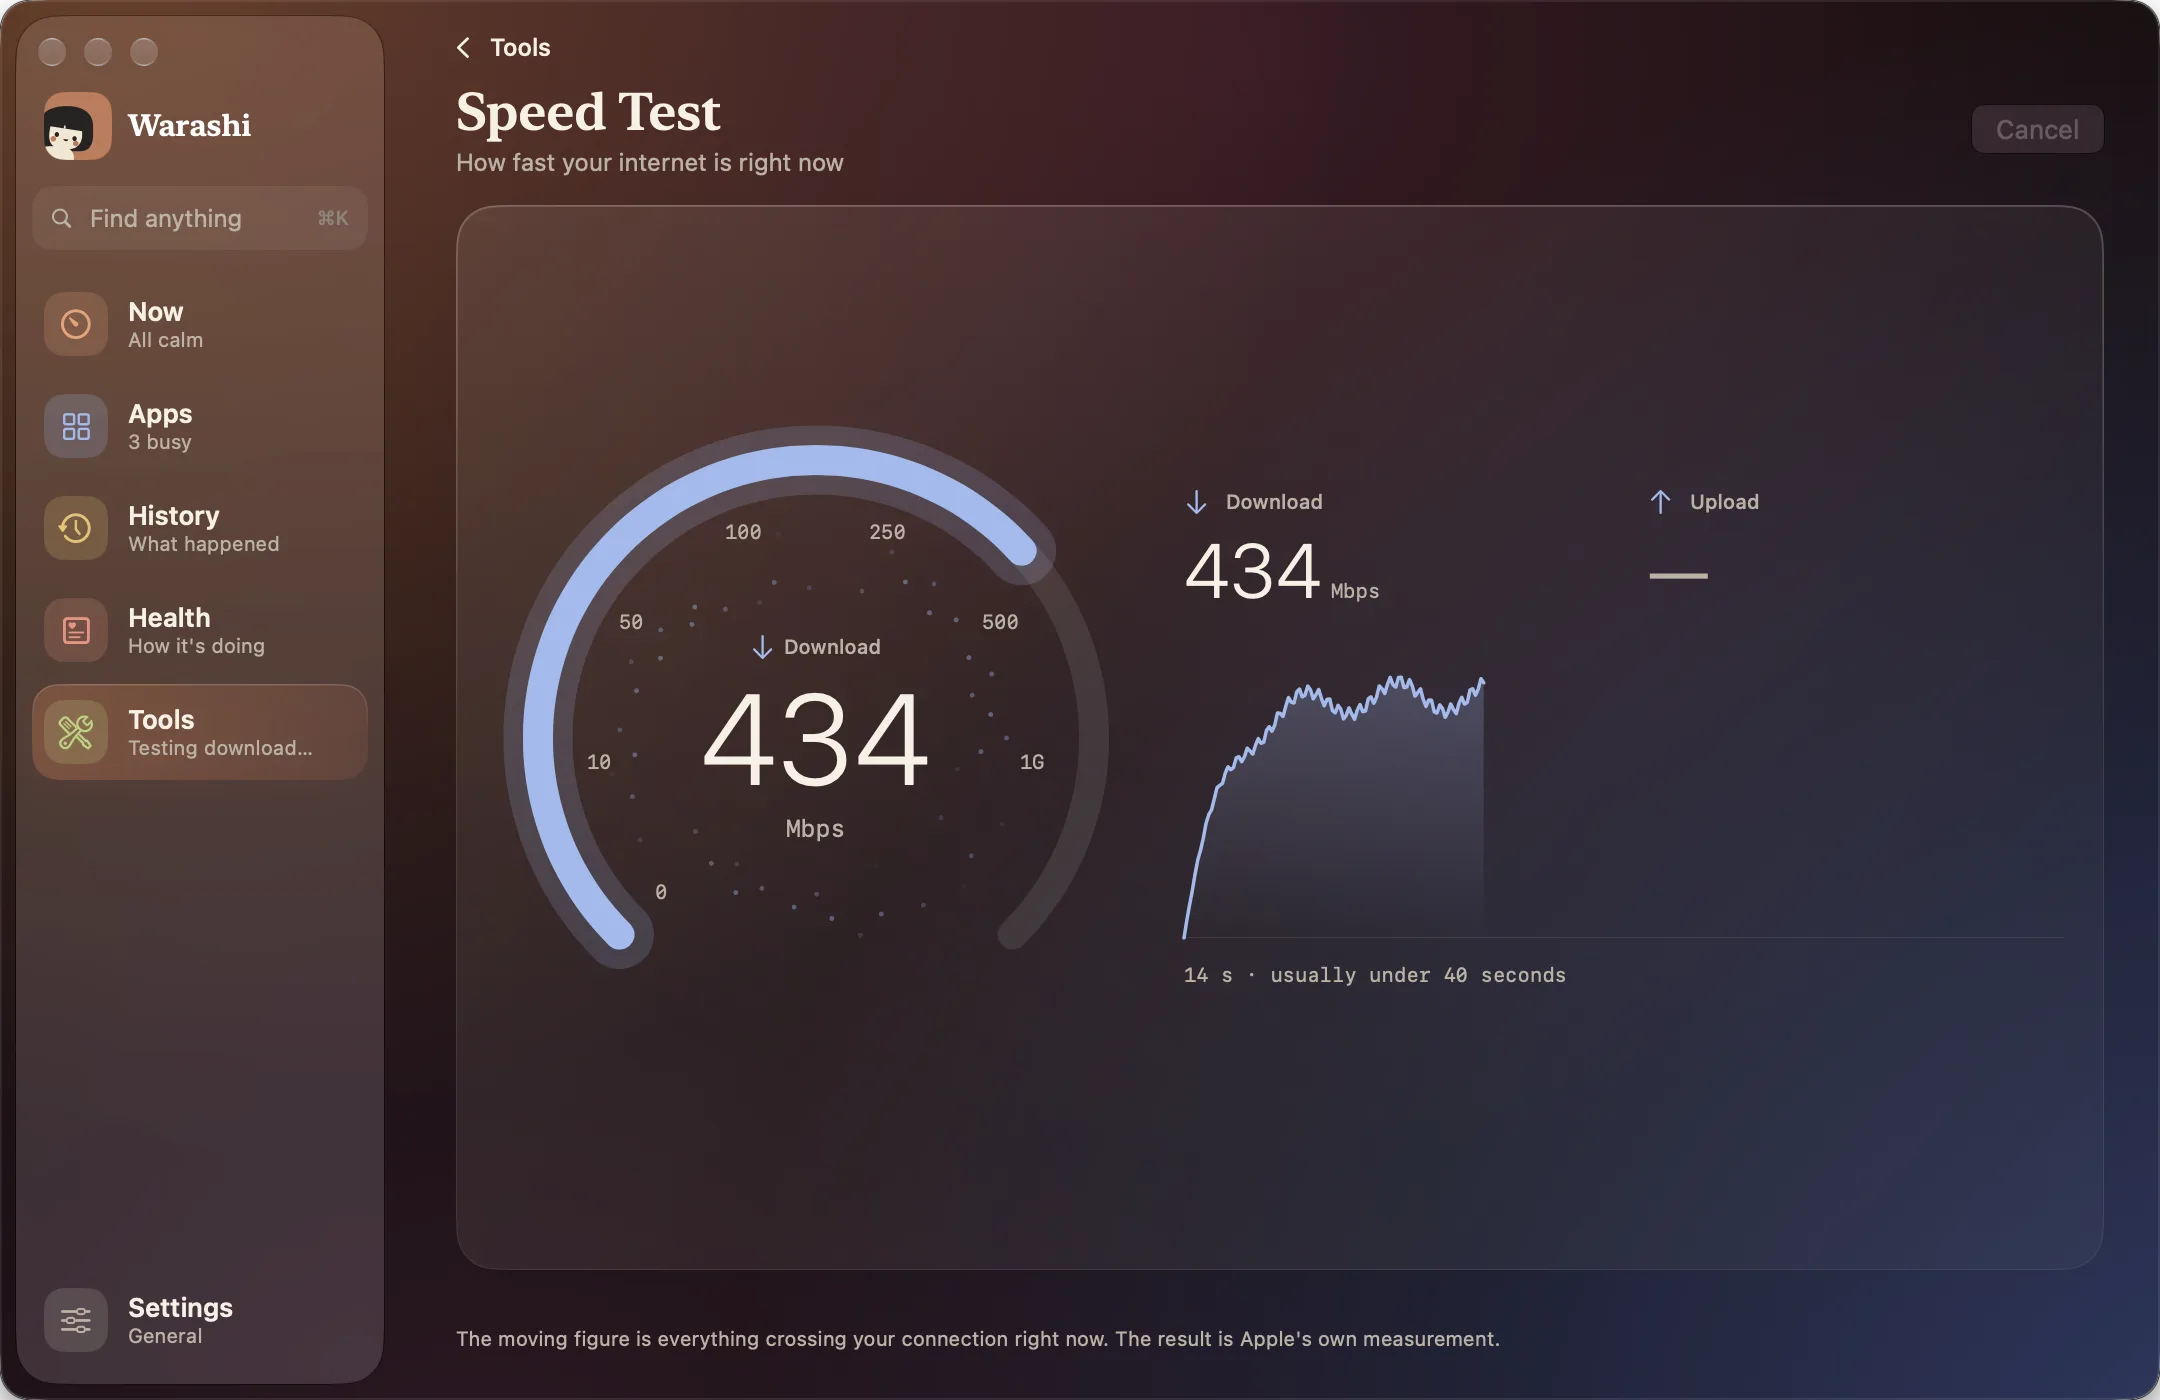 Warashi
Find anything ⌘K
Now
All calm
Apps
3 busy
History
What happened
Health
How it's doing
Tools
Testing download...
Settings
General
Tools
Speed Test
How fast your internet is right now
Cancel
100
250
50
500
10
1G
0
Download
434
Mbps
Download
434 Mbps
Upload
—
14 s · usually under 40 seconds
The moving figure is everything crossing your connection right now. The result is Apple's own measurement.